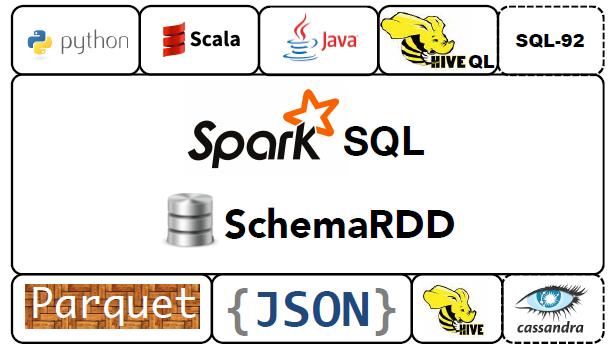 python
Scala
Java
HIVE QL
SQL-92
Spark SQL
SchemaRDD
Parquet
{JSON}
HIVE
cassandra